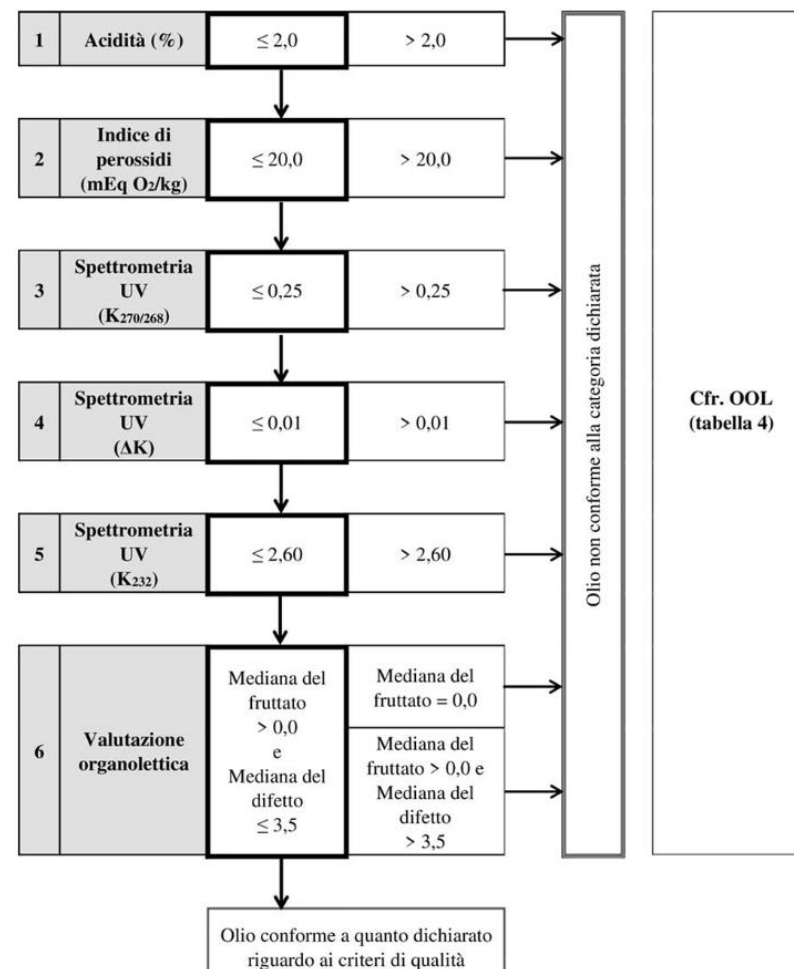 1
Acidità (%)
≤ 2,0
> 2,0
2
Indice di
perossidi
(mEq O₂/kg)
≤ 20,0
> 20,0
3
Spettrometria
UV
(K₂₇₀/₂₆₈)
≤ 0,25
> 0,25
4
Spettrometria
UV
(ΔK)
≤ 0,01
> 0,01
5
Spettrometria
UV
(K₂₃₂)
≤ 2,60
> 2,60
6
Valutazione
organolettica
Mediana del
fruttato
> 0,0
e
Mediana del
difetto
≤ 3,5
Mediana del
fruttato = 0,0
Mediana del
fruttato > 0,0 e
Mediana del
difetto
> 3,5
Olio non conforme alla categoria dichiarata
Cfr. OOL
(tabella 4)
Olio conforme a quanto dichiarato
riguardo ai criteri di qualità